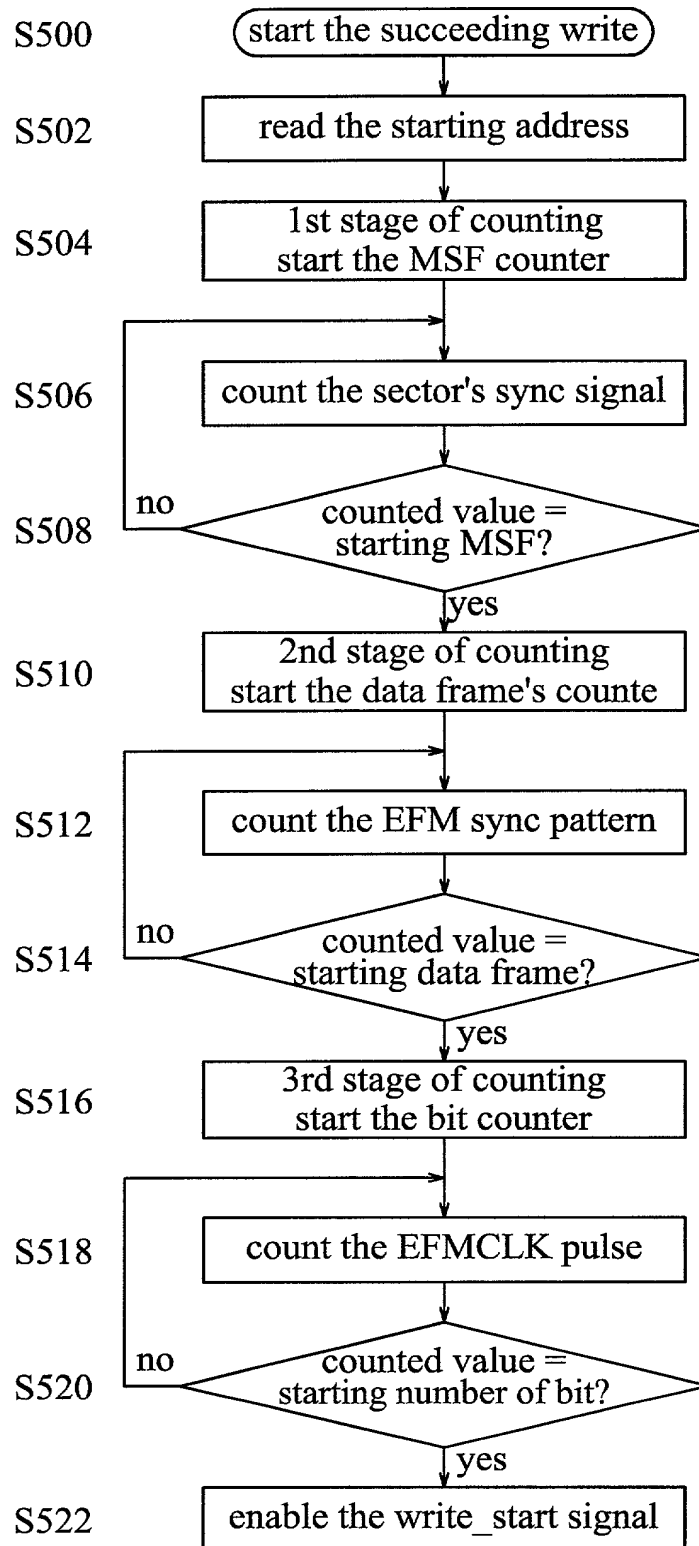 S500
start the succeeding write
S502
read the starting address
S504
1st stage of counting
start the MSF counter
S506
count the sector's sync signal
no
S508
counted value =
starting MSF?
yes
S510
2nd stage of counting
start the data frame's counte
S512
count the EFM sync pattern
no
S514
counted value =
starting data frame?
yes
S516
3rd stage of counting
start the bit counter
S518
count the EFMCLK pulse
no
S520
counted value =
starting number of bit?
yes
S522
enable the write_start signal